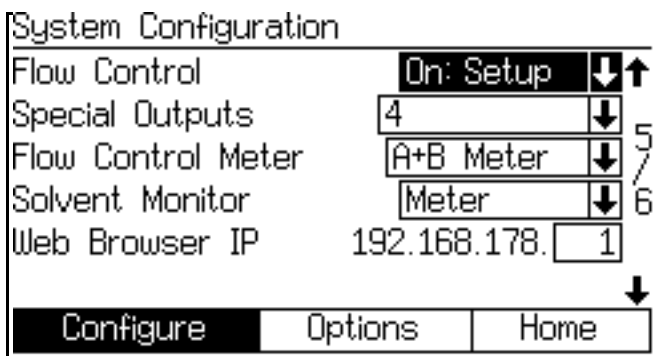 System Configuration
Flow Control On: Setup
Special Outputs 4
Flow Control Meter A+B Meter
Solvent Monitor Meter
Web Browser IP 192.168.178. 1
5/6
Configure Options Home